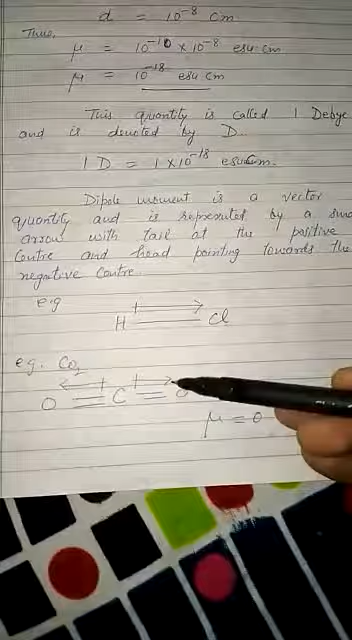 d = 10⁻⁸ cm
Thus,
μ = 10⁻¹⁰ × 10⁻⁸ esu cm
μ = 10⁻¹⁸ esu cm
This quantity is called 1 Debye
and is denoted by D.
1 D = 1 × 10⁻¹⁸ esu cm.
Dipole moment is a vector
quantity and is represented by a
arrow with tail at the positive
centre and head pointing towards the
negative centre
e.g
H Cl
eg. CO₂
O = C = O
μ = 0